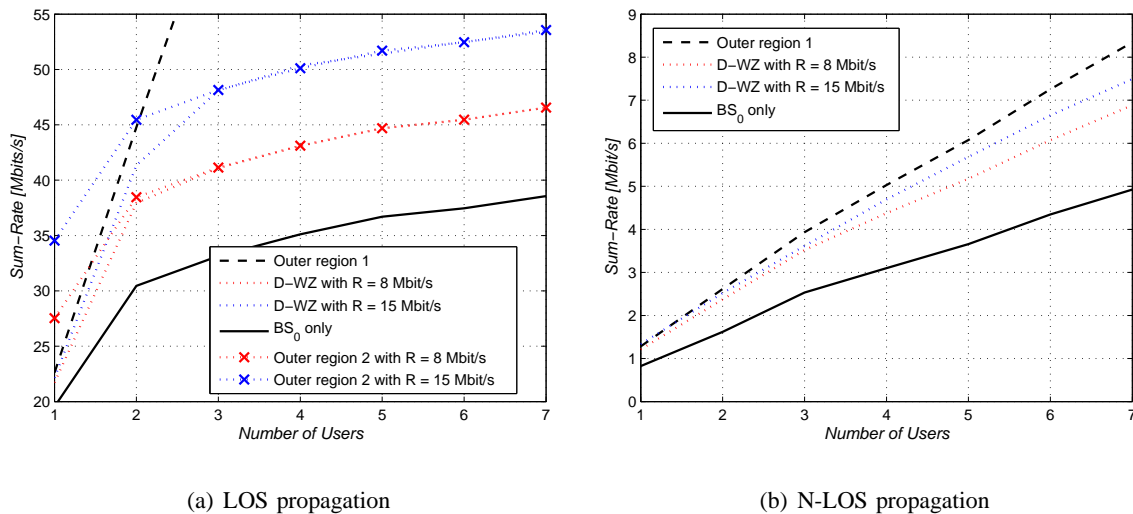 55
50
45
40
35
30
25
20
Sum−Rate [Mbits/s]
Outer region 1
D−WZ with R = 8 Mbit/s
D−WZ with R = 15 Mbit/s
BS0 only
Outer region 2 with R = 8 Mbit/s
Outer region 2 with R = 15 Mbit/s
1 2 3 4 5 6 7
Number of Users
(a) LOS propagation
9
8
7
6
5
4
3
2
1
0
Sum−Rate [Mbit/s]
Outer region 1
D−WZ with R = 8 Mbit/s
D−WZ with R = 15 Mbit/s
BS0 only
1 2 3 4 5 6 7
Number of Users
(b) N-LOS propagation